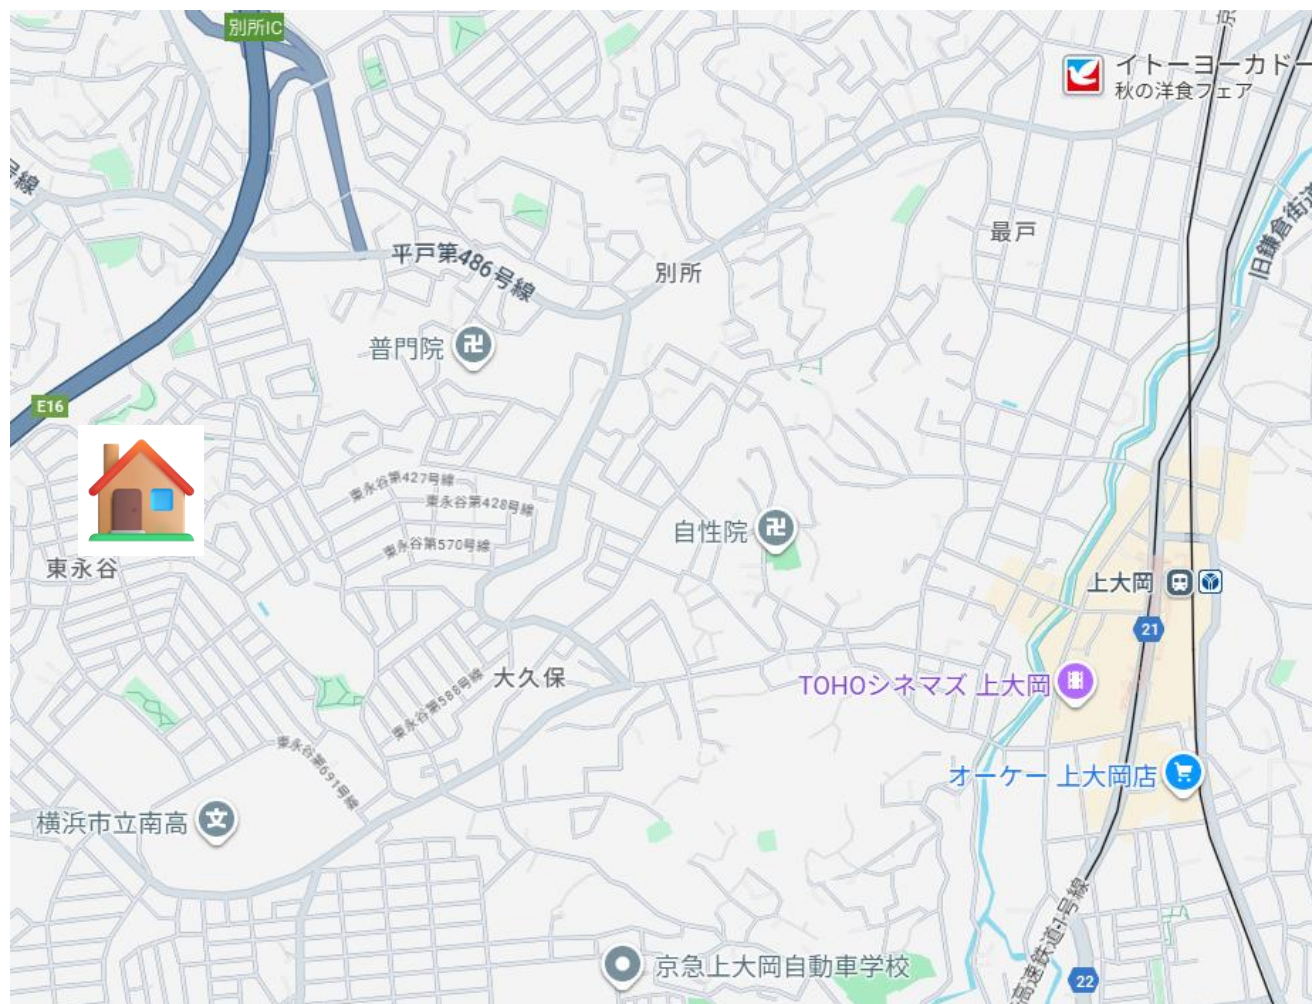 別所IC
イトーヨーカドー
秋の洋食フェア
号線
旧鎌倉街道
最戸
平戸第486号線
別所
普門院
E16
東永谷第427号線
東永谷第428号線
自性院
東永谷第570号線
東永谷
上大岡
21
大久保
TOHOシネマズ 上大岡
東永谷第588号線
東永谷第691号線
オーケー 上大岡店
横浜市立南高
高速鉄道1号線
京急上大岡自動車学校
22